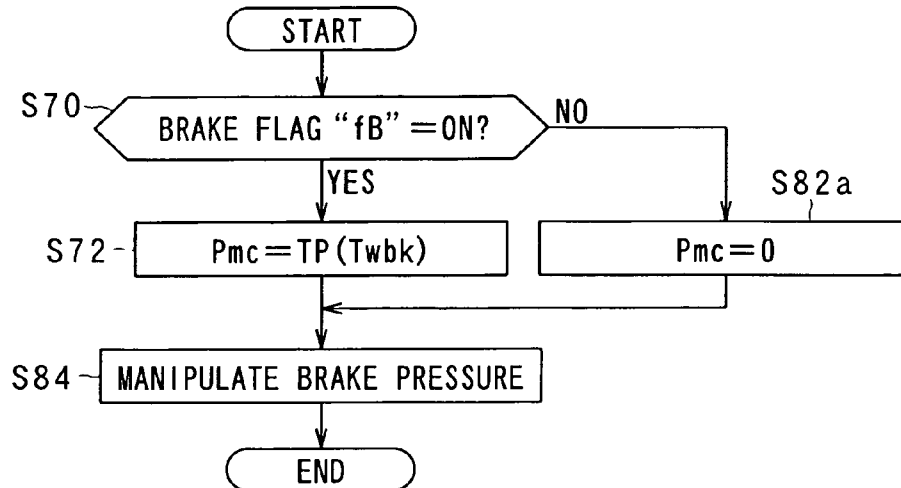 START
S70
BRAKE FLAG “fB”=ON?
NO
YES
S82a
S72
Pmc=TP(Twbk)
Pmc=0
S84
MANIPULATE BRAKE PRESSURE
END